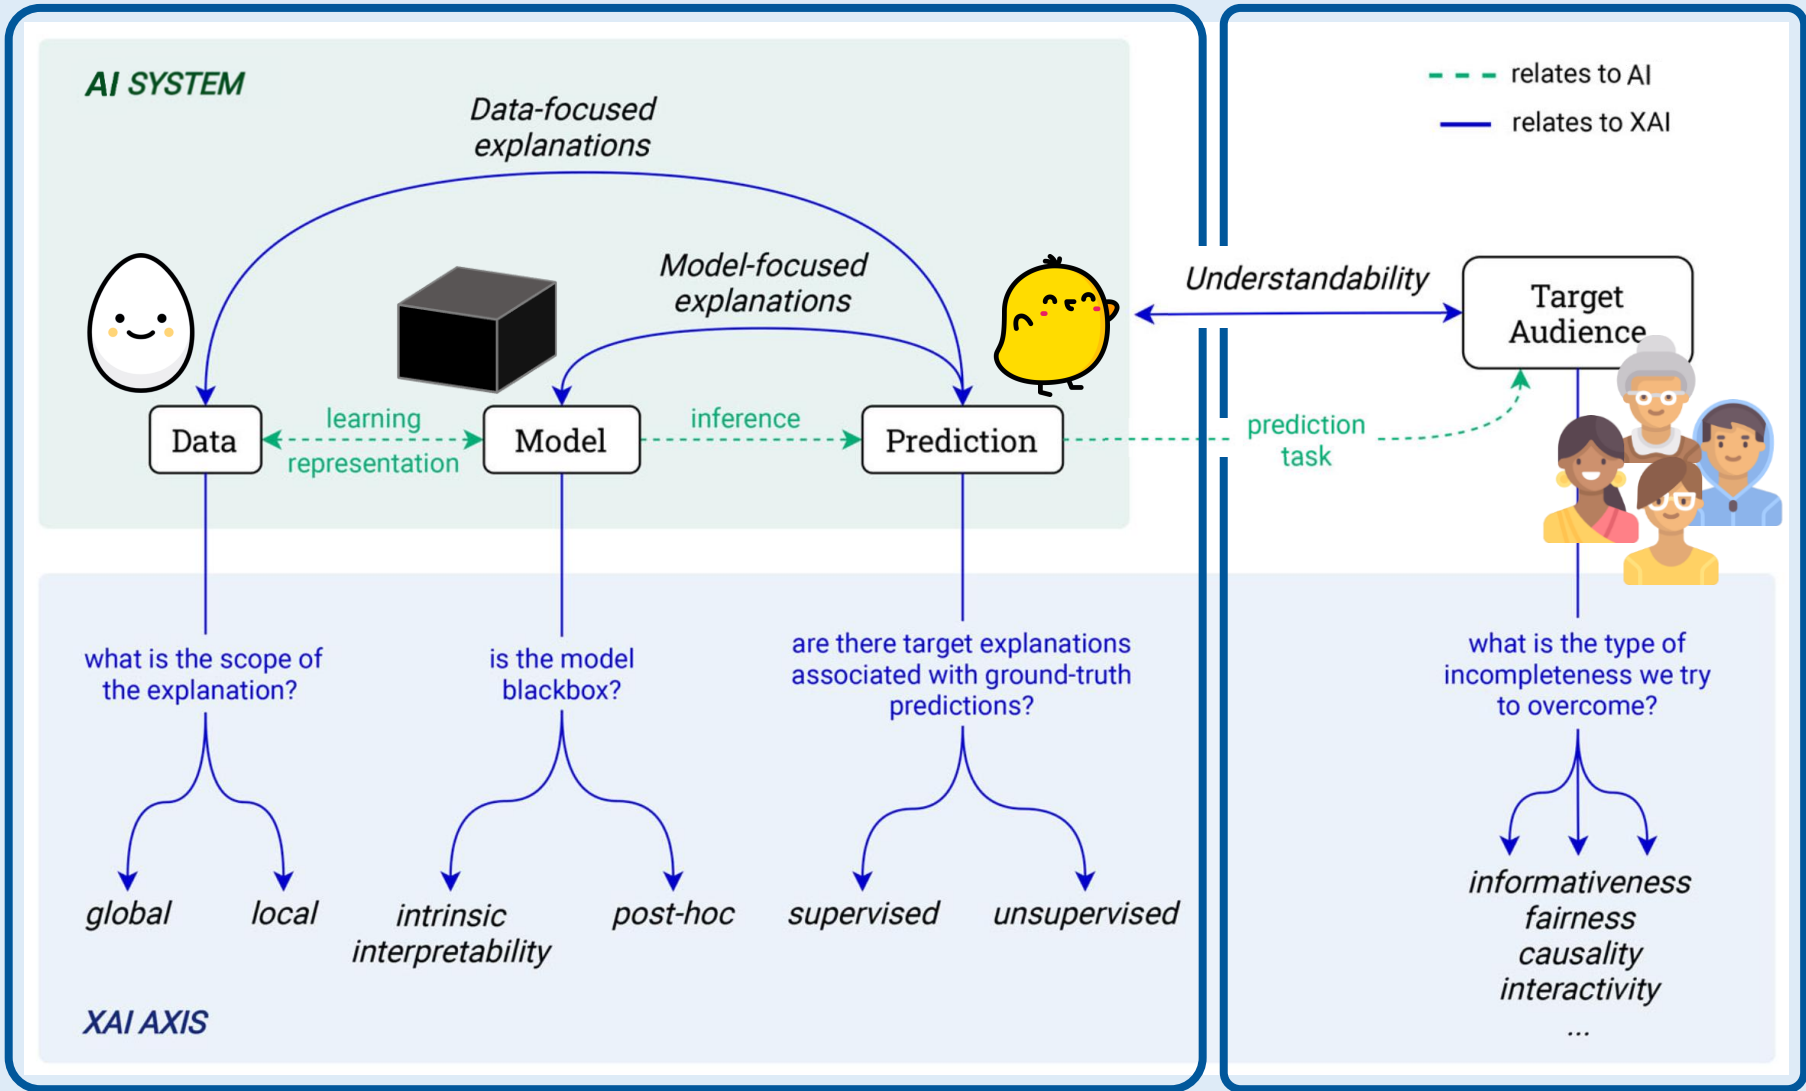 AI SYSTEM
Data-focused
explanations
Model-focused
explanations
relates to AI
relates to XAI
Understandability
Target
Audience
Data
learning
representation
Model
inference
Prediction
prediction
task
what is the scope of
the explanation?
is the model
blackbox?
are there target explanations
associated with ground-truth
predictions?
what is the type of
incompleteness we try
to overcome?
global
local
intrinsic
interpretability
post-hoc
supervised
unsupervised
informativeness
fairness
causality
interactivity
...
XAI AXIS